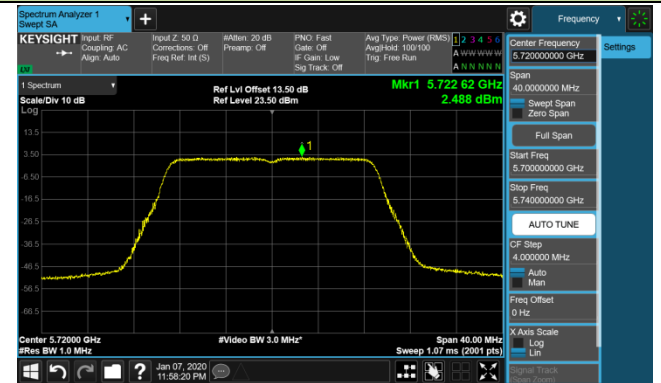 Spectrum Analyzer 1
Swept SA
+
Frequency
KEYSIGHT
Input: RF
Coupling: AC
Align: Auto
Input Z: 50 Ω
Corrections: Off
Freq Ref: Int (S)
#Atten: 20 dB
Preamp: Off
PNO: Fast
Gate: Off
IF Gain: Low
Sig Track: Off
Avg Type: Power (RMS)
Avg|Hold: 100/100
Trig: Free Run
1 2 3 4 5 6
A W W W W W
A N N N N N
LXI
1 Spectrum
Scale/Div 10 dB
Log
Ref Lvl Offset 13.50 dB
Ref Level 23.50 dBm
Mkr1 5.722 62 GHz
2.488 dBm
13.5
3.50
-6.50
-16.5
-26.5
-36.5
-46.5
-56.5
-66.5
1
Center 5.72000 GHz
#Res BW 1.0 MHz
#Video BW 3.0 MHz*
Span 40.00 MHz
Sweep 1.07 ms (2001 pts)
Center Frequency
5.720000000 GHz
Settings
Span
40.0000000 MHz
Swept Span
Zero Span
Full Span
Start Freq
5.700000000 GHz
Stop Freq
5.740000000 GHz
AUTO TUNE
CF Step
4.000000 MHz
Auto
Man
Freq Offset
0 Hz
X Axis Scale
Log
Lin
Signal Track
(Span Zoom)
?
Jan 07, 2020
11:58:20 PM